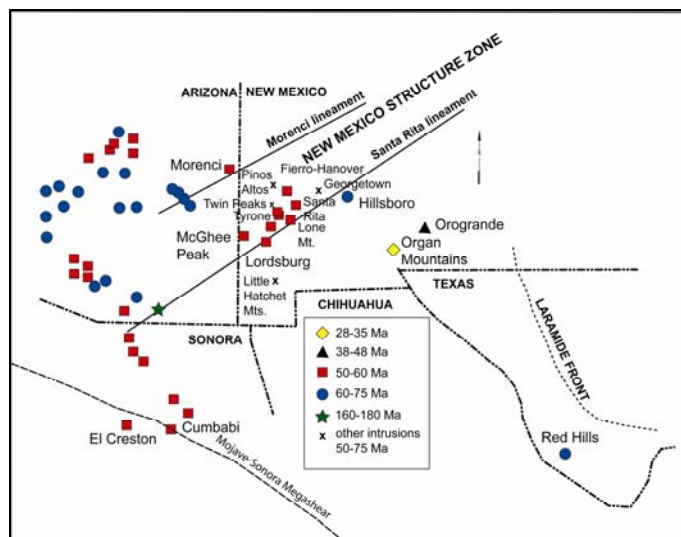 ARIZONA
NEW MEXICO
Morenci lineament
NEW MEXICO STRUCTURE ZONE
Santa Rita lineament
Morenci
Pinos
Altos
Fierro-Hanover
Georgetown
Twin Peaks
Tyrone
Santa
Rita
Hillsboro
McGhee
Peak
Lone
Mt.
Lordsburg
Orogrande
Organ
Mountains
Little
Hatchet
Mts.
CHIHUAHUA
TEXAS
SONORA
LARAMIDE FRONT
28-35 Ma
38-48 Ma
50-60 Ma
60-75 Ma
160-180 Ma
other intrusions
50-75 Ma
El Creston
Cumbabi
Mojave-Sonora Megashear
Red Hills